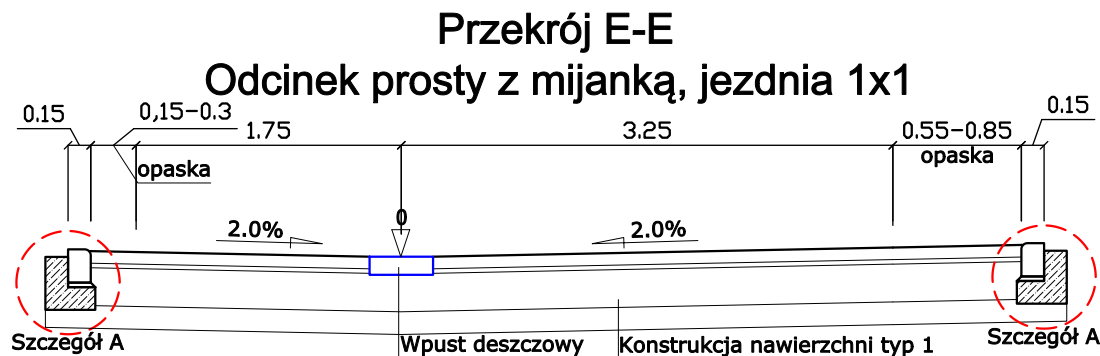 Przekrój E-E
Odcinek prosty z mijanką, jezdnia 1x1
0.15
0,15-0.3
1.75
3.25
0.55-0.85
0.15
opaska
opaska
0
2.0%
2.0%
Szczegół A
Wpust deszczowy
Konstrukcja nawierzchni typ 1
Szczegół A